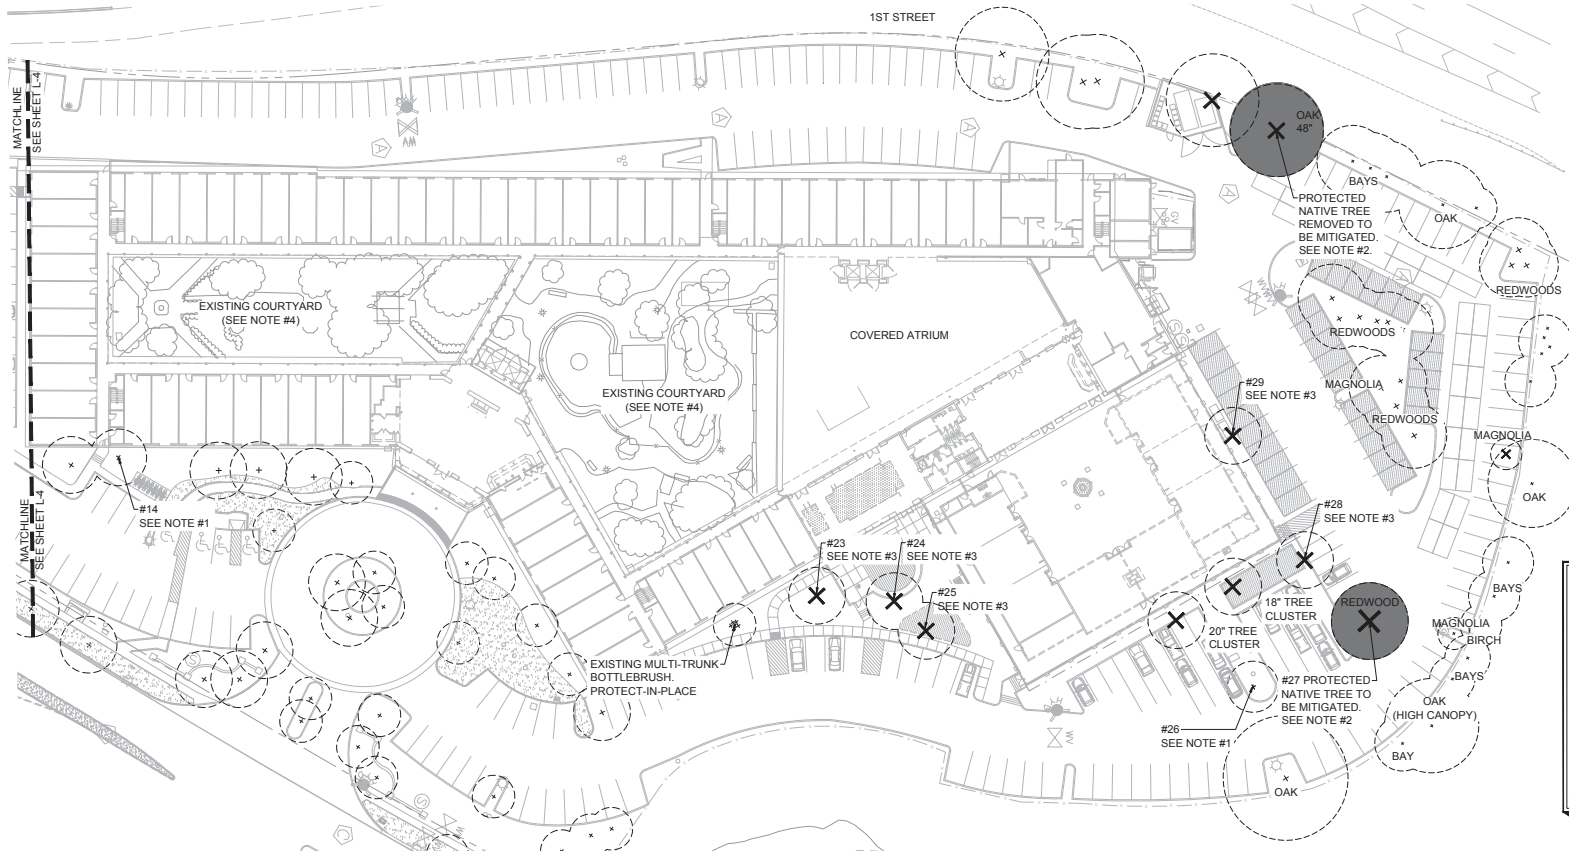 1ST STREET
MATCHLINE
SEE SHEET L-4
OAK
48"
BAYS
OAK
PROTECTED
NATIVE TREE
REMOVED TO
BE MITIGATED.
SEE NOTE #2.
REDWOODS
REDWOODS
MAGNOLIA
REDWOODS
MAGNOLIA
OAK
EXISTING COURTYARD
(SEE NOTE #4)
EXISTING COURTYARD
(SEE NOTE #4)
COVERED ATRIUM
#29
SEE NOTE #3
#28
SEE NOTE #3
#14
SEE NOTE #1
MATCHLINE
SEE SHEET L-4
#23
SEE NOTE #3
#24
SEE NOTE #3
#25
SEE NOTE #3
EXISTING MULTI-TRUNK
BOTTLEBRUSH.
PROTECT-IN-PLACE
18" TREE
CLUSTER
20" TREE
CLUSTER
REDWOOD
#27 PROTECTED
NATIVE TREE TO
BE MITIGATED.
SEE NOTE #2
#26
SEE NOTE #1
BAYS
MAGNOLIA
BIRCH
BAYS
OAK
(HIGH CANOPY)
BAY
OAK
A
A
A
A
A
GV
WV
WV
WV
S
S
C